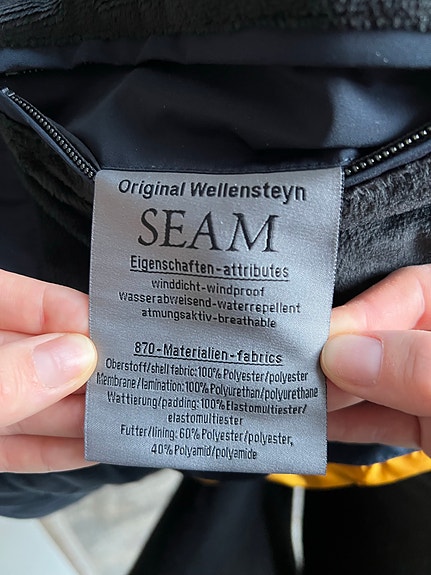 Original Wellensteyn
SEAM
Eigenschaften-attributes
winddicht-windproof
wasserabweisend-waterrepellent
atmungsaktiv-breathable
870-Materialien-fabrics
Oberstoff/shell fabric:100% Polyester/polyester
Membrane/lamination:100% Polyurethan/polyurethane
Wattierung/padding:100% Elastomultiester/
elastomultiester
Futter/lining: 60% Polyester/polyester,
40% Polyamid/polyamide